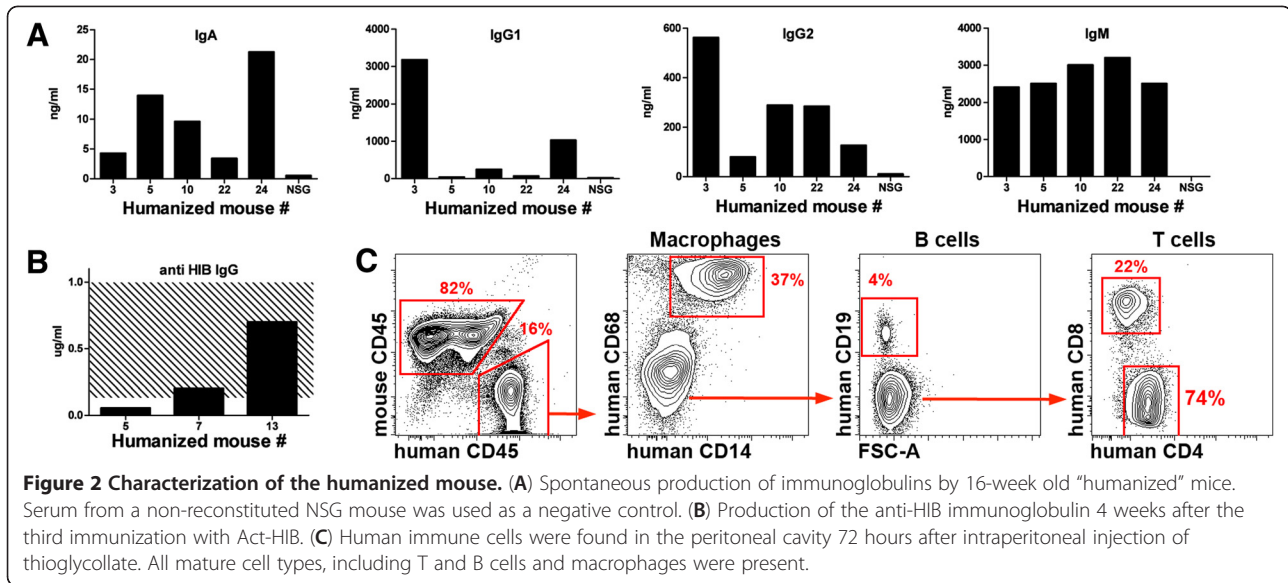 A
IgA
ng/ml
25
20
15
10
5
0
3 5 10 22 24 NSG
Humanized mouse #
IgG1
ng/ml
4000
3000
2000
1000
0
3 5 10 22 24 NSG
Humanized mouse #
IgG2
ng/ml
600
400
200
0
3 5 10 22 24 NSG
Humanized mouse #
IgM
ng/ml
4000
3000
2000
1000
0
3 5 10 22 24 NSG
Humanized mouse #
B
anti HIB IgG
ug/ml
1.0
0.5
0.0
5 7 13
Humanized mouse #
C
82%
16%
mouse CD45
human CD45
Macrophages
37%
human CD68
human CD14
B cells
4%
human CD19
FSC-A
T cells
22%
74%
human CD8
human CD4
Figure 2 Characterization of the humanized mouse. (A) Spontaneous production of immunoglobulins by 16-week old “humanized” mice.
Serum from a non-reconstituted NSG mouse was used as a negative control. (B) Production of the anti-HIB immunoglobulin 4 weeks after the
third immunization with Act-HIB. (C) Human immune cells were found in the peritoneal cavity 72 hours after intraperitoneal injection of
thioglycollate. All mature cell types, including T and B cells and macrophages were present.